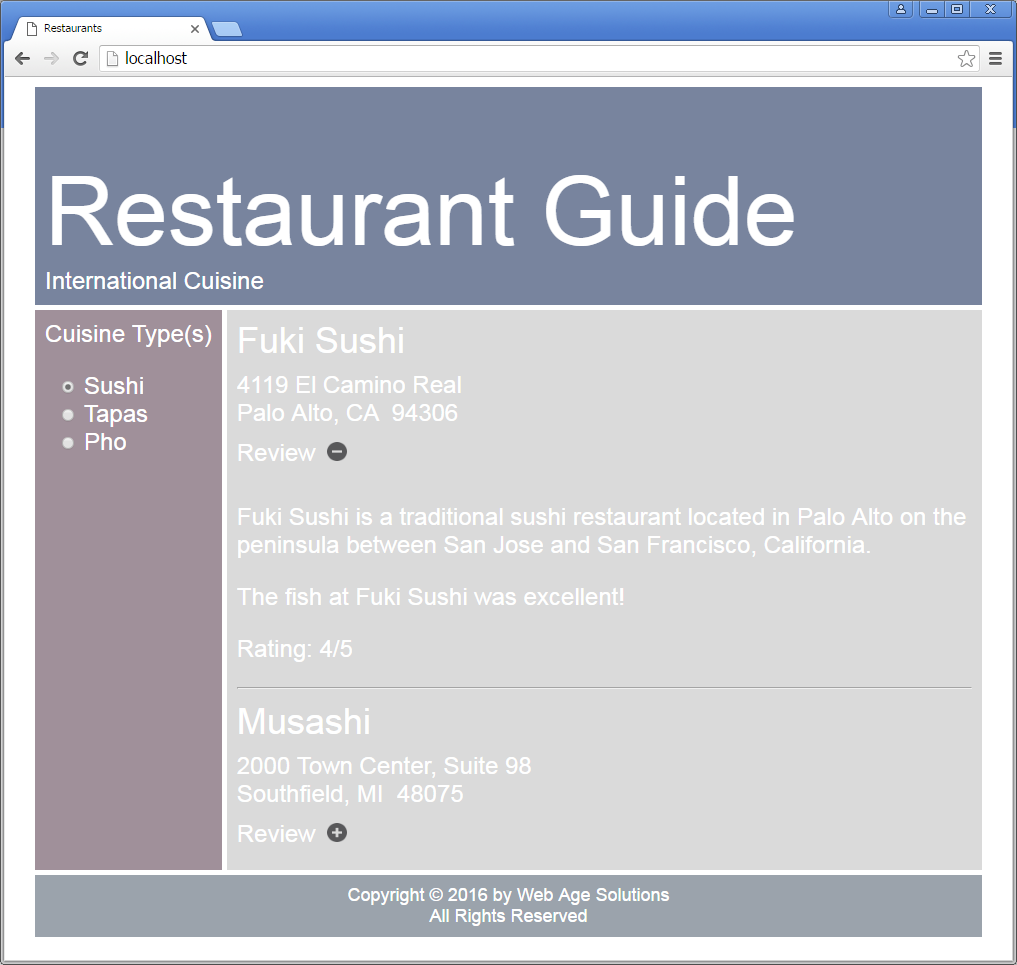 Restaurants
localhost
Restaurant Guide
International Cuisine
Cuisine Type(s)
Sushi
Tapas
Pho
Fuki Sushi
4119 El Camino Real
Palo Alto, CA  94306
Review
Fuki Sushi is a traditional sushi restaurant located in Palo Alto on the
peninsula between San Jose and San Francisco, California.
The fish at Fuki Sushi was excellent!
Rating: 4/5
Musashi
2000 Town Center, Suite 98
Southfield, MI  48075
Review
Copyright © 2016 by Web Age Solutions
All Rights Reserved